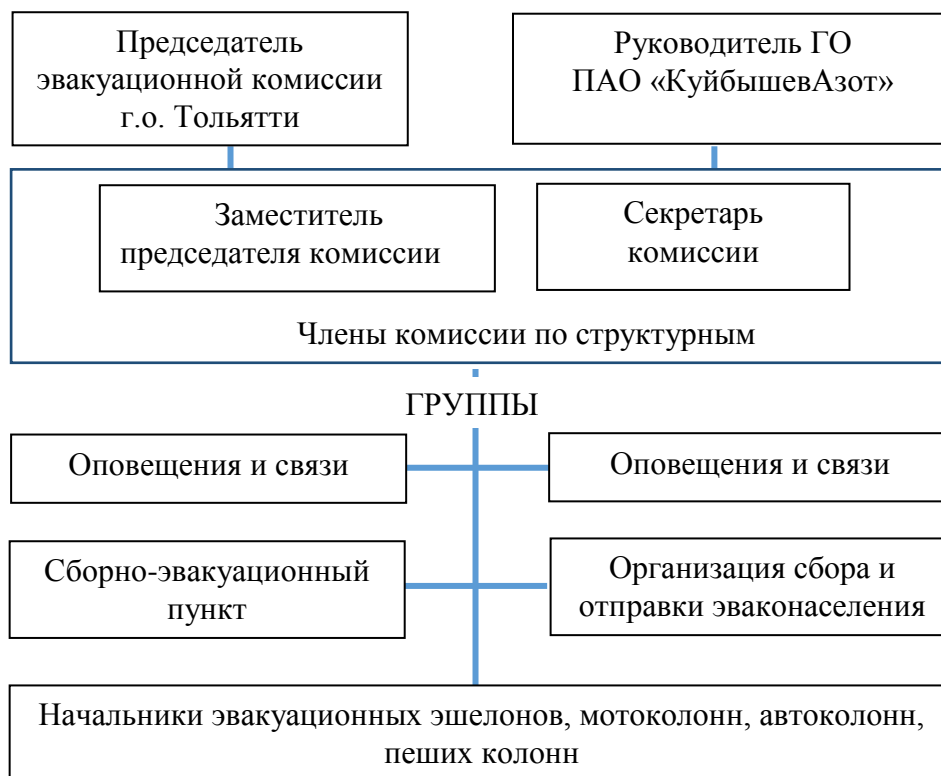 Председатель
эвакуационной комиссии
г.о. Тольятти
Руководитель ГО
ПАО «КуйбышевАзот»
Заместитель
председателя комиссии
Секретарь
комиссии
Члены комиссии по структурным
ГРУППЫ
Оповещения и связи
Оповещения и связи
Сборно-эвакуационный
пункт
Организация сбора и
отправки эваконаселения
Начальники эвакуационных эшелонов, мотоколонн, автоколонн,
пеших колонн